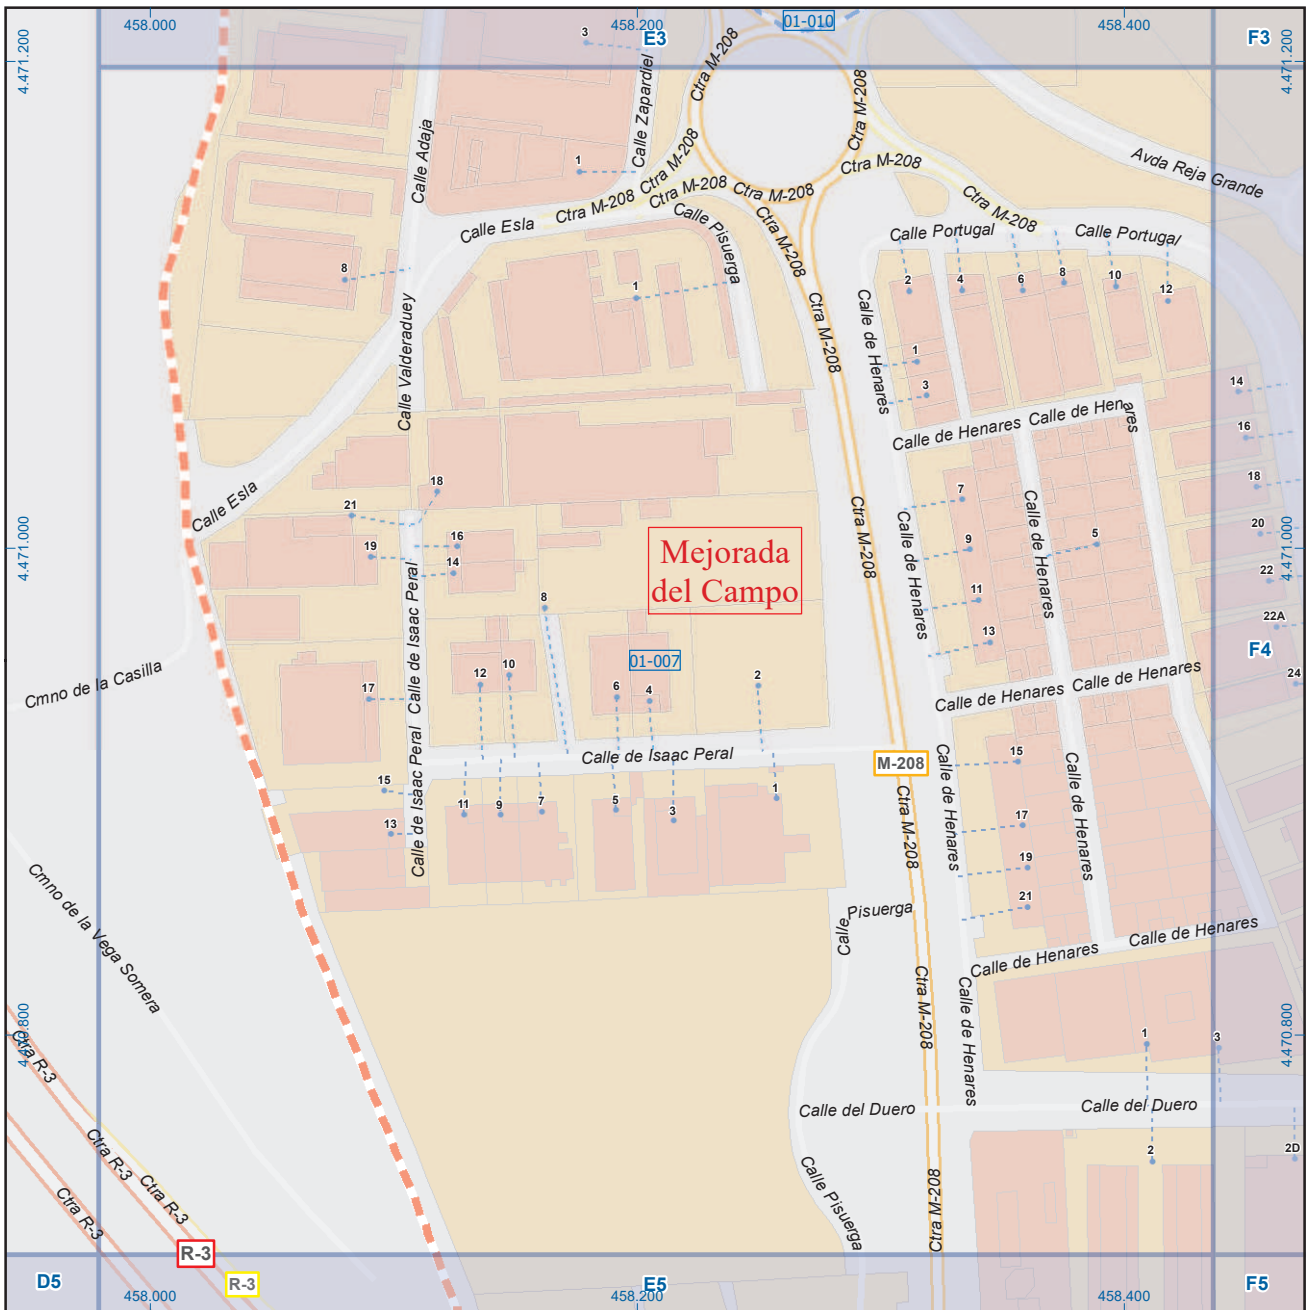 458.000
458.200
01-010
458.400
E3
F3
4.471.200
4.471.200
3
Calle Zapardiel
Ctra M-208
Ctra M-208
Calle Adaja
1
Ctra M-208
Ctra M-208
Avda Reja Grande
Ctra M-208
Ctra M-208
Ctra M-208
Ctra M-208
Calle Esla
Calle Pisuerga
Ctra M-208
Calle Portugal
Calle Portugal
8
1
2
4
6
8
10
12
Calle Valderaduey
Ctra M-208
Calle de Henares
1
3
14
Calle de Henares
Calle de Henares
16
Calle Esla
21
18
7
18
19
16
14
Mejorada
del Campo
Ctra M-208
Calle de Henares
9
Calle de Henares
5
20
4.471.000
4.471.000
Calle de Isaac Peral
8
11
22
22A
13
F4
Cmno de la Casilla
17
12
10
01-007
6
4
2
Calle de Henares
Calle de Henares
24
Calle de Isaac Peral
Calle de Isaac Peral
M-208
Calle de Henares
15
Calle de Henares
15
13
11
9
7
5
3
1
Ctra M-208
17
19
21
Cmno de la Vega Somera
Calle
Pisuerga
Calle de Henares
Calle de Henares
Ctra M-208
Calle de Henares
4.470.800
4.470.800
Ctra R-3
1
3
Calle del Duero
Calle del Duero
Ctra R-3
Ctra R-3
Ctra R-3
Calle Pisuerga
Ctra M-208
2
2D
R-3
R-3
D5
E5
F5
458.000
458.200
458.400